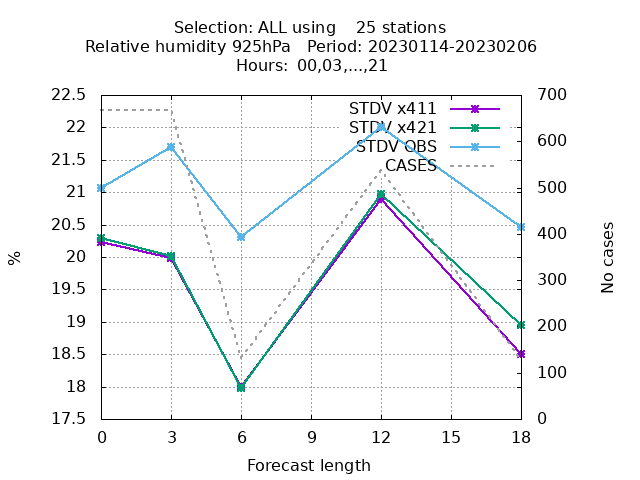 Selection: ALL using    25 stations
Relative humidity 925hPa   Period: 20230114-20230206
Hours: 00,03,...,21
22.5
22
21.5
21
20.5
20
19.5
19
18.5
18
17.5
%
STDV x411
STDV x421
STDV OBS
CASES
700
600
500
400
300
200
100
0
No cases
0 3 6 9 12 15 18
Forecast length